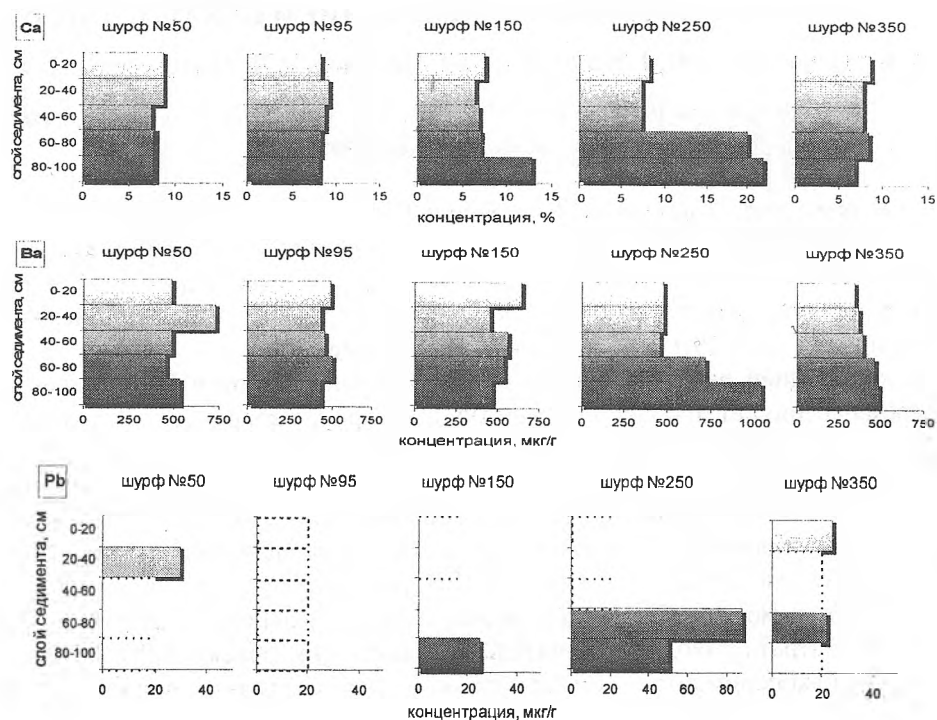 Ca шурф №50 шурф №95 шурф №150 шурф №250 шурф №350
слой седимента, см
0-20
20-40
40-60
60-80
80-100
0 5 10 15 0 5 10 15 0 5 10 15 0 5 10 15 20 0 5 10 15
концентрация, %
Ba шурф №50 шурф №95 шурф №150 шурф №250 шурф №350
слой седимента, см
0-20
20-40
40-60
60-80
80-100
0 250 500 750 0 250 500 750 0 250 500 750 0 250 500 750 1000 0 250 500 750
концентрация, мкг/г
Pb шурф №50 шурф №95 шурф №150 шурф №250 шурф №350
слой седимента, см
0-20
20-40
40-60
60-80
80-100
0 20 40 0 20 40 0 20 40 0 20 40 60 80 0 20 40
концентрация, мкг/г